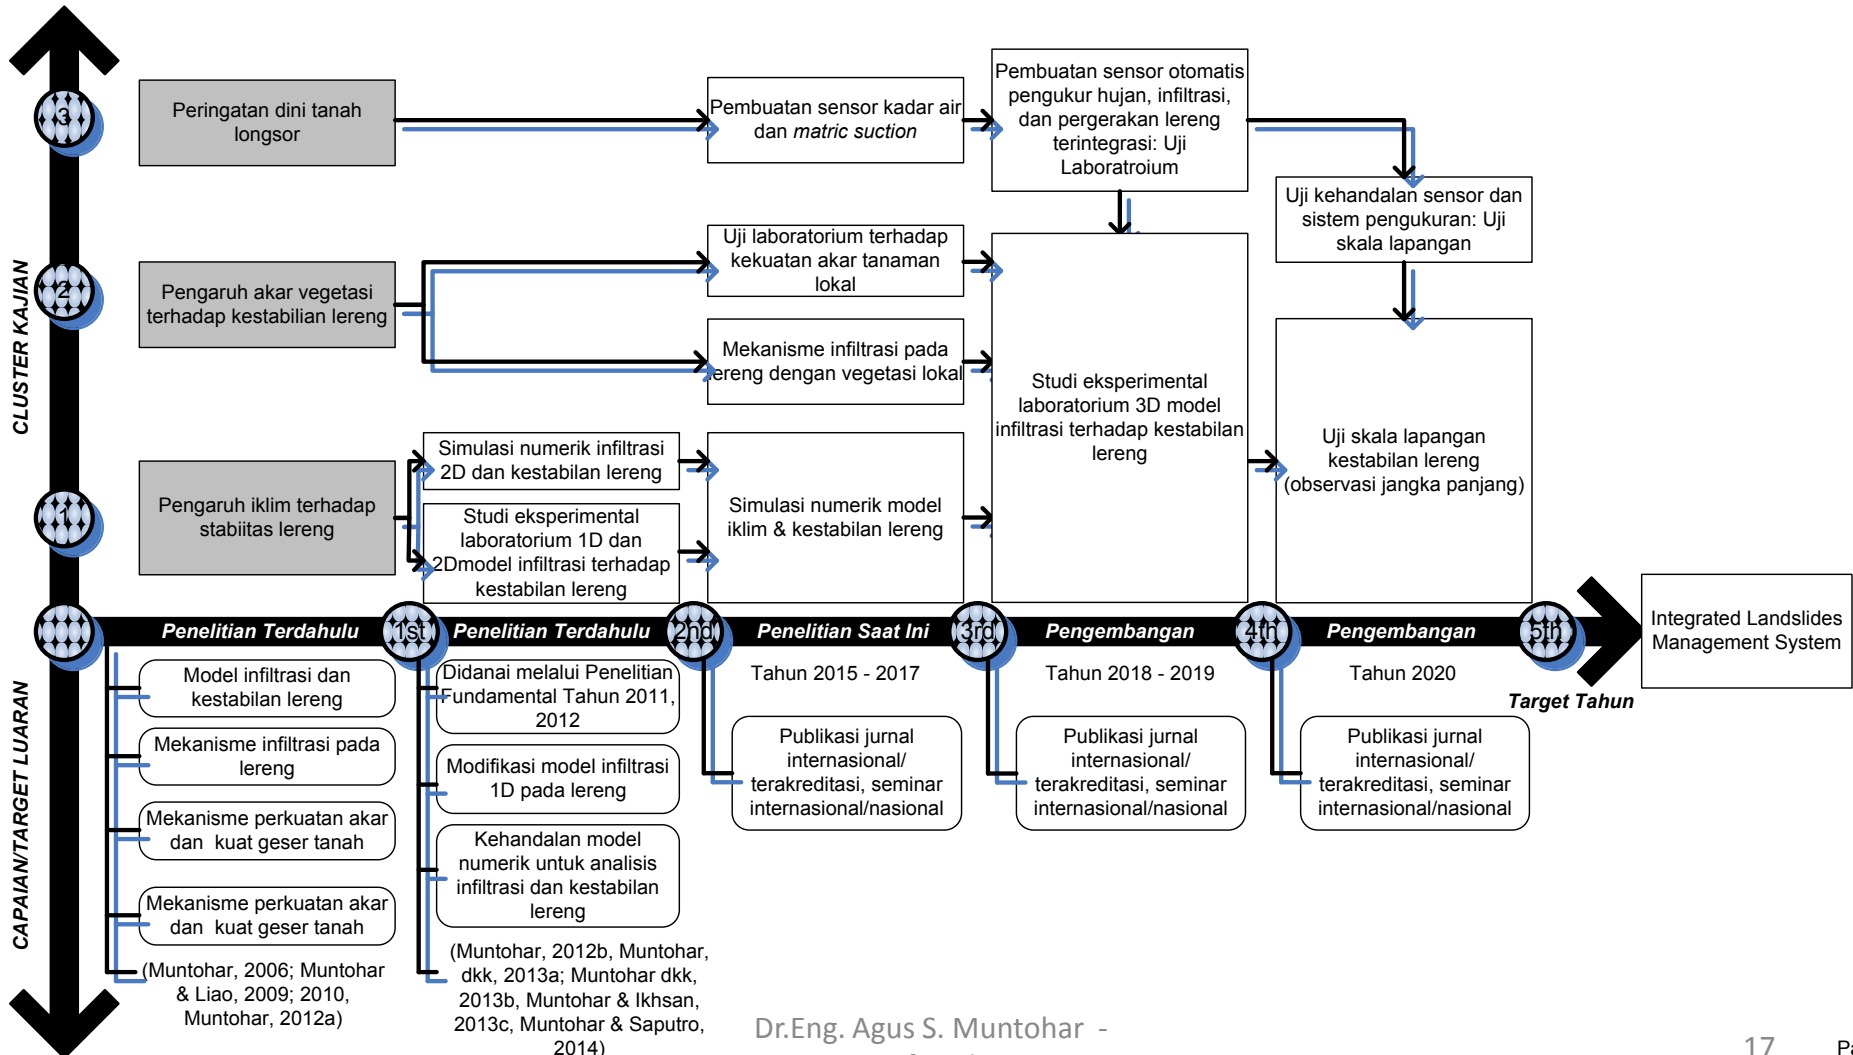 CLUSTER KAJIAN
3
Peringatan dini tanah
longsor
Pembuatan sensor kadar air
dan matric suction
Pembuatan sensor otomatis
pengukur hujan, infiltrasi,
dan pergerakan lereng
terintegrasi: Uji
Laboratroium
Uji kehandalan sensor dan
sistem pengukuran: Uji
skala lapangan
2
Pengaruh akar vegetasi
terhadap kestabilian lereng
Uji laboratorium terhadap
kekuatan akar tanaman
lokal
Mekanisme infiltrasi pada
lereng dengan vegetasi lokal
Studi eksperimental
laboratorium 3D model
infiltrasi terhadap kestabilan
lereng
Uji skala lapangan
kestabilan lereng
(observasi jangka panjang)
1
Pengaruh iklim terhadap
stabiitas lereng
Simulasi numerik infiltrasi
2D dan kestabilan lereng
Studi eksperimental
laboratorium 1D dan
2Dmodel infiltrasi terhadap
kestabilan lereng
Simulasi numerik model
iklim & kestabilan lereng
Penelitian Terdahulu
1st
Penelitian Terdahulu
2nd
Penelitian Saat Ini
3rd
Pengembangan
4th
Pengembangan
5th
Integrated Landslides
Management System
Target Tahun
CAPAIAN/TARGET LUARAN
Model infiltrasi dan
kestabilan lereng
Mekanisme infiltrasi pada
lereng
Mekanisme perkuatan akar
dan kuat geser tanah
Mekanisme perkuatan akar
dan kuat geser tanah
(Muntohar, 2006; Muntohar
& Liao, 2009; 2010,
Muntohar, 2012a)
Didanai melalui Penelitian
Fundamental Tahun 2011,
2012
Modifikasi model infiltrasi
1D pada lereng
Kehandalan model
numerik untuk analisis
infiltrasi dan kestabilan
lereng
(Muntohar, 2012b, Muntohar,
dkk, 2013a; Muntohar dkk,
2013b, Muntohar & Ikhsan,
2013c, Muntohar & Saputro,
2014)
Tahun 2015 - 2017
Publikasi jurnal
internasional/
terakreditasi, seminar
internasional/nasional
Tahun 2018 - 2019
Publikasi jurnal
internasional/
terakreditasi, seminar
internasional/nasional
Tahun 2020
Publikasi jurnal
internasional/
terakreditasi, seminar
internasional/nasional
Dr.Eng. Agus S. Muntohar -
17